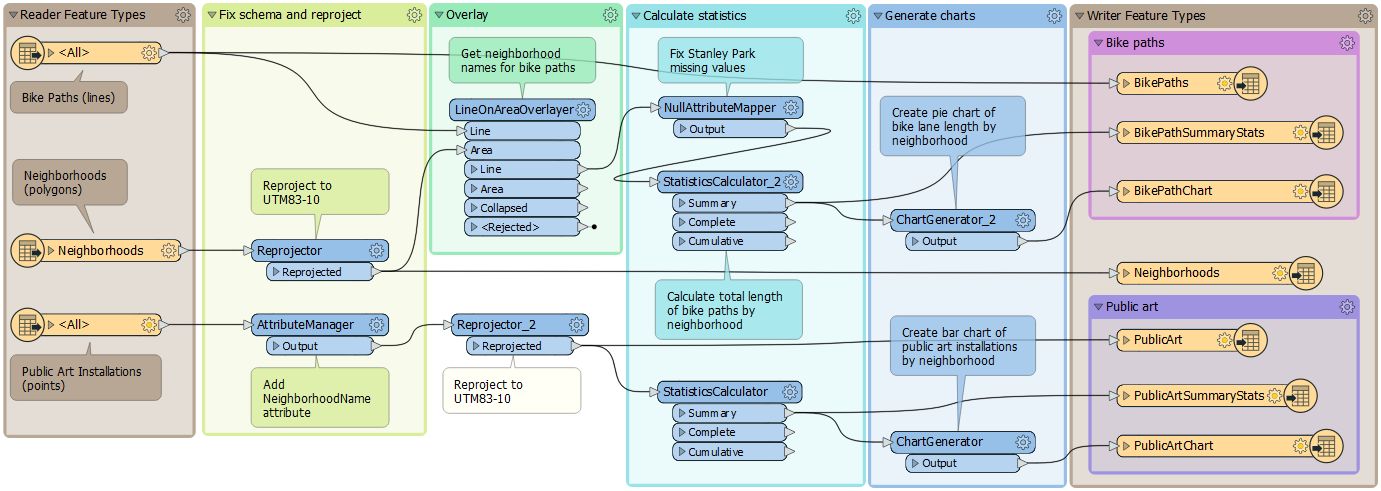 Reader Feature Types
<All>
Bike Paths (lines)
Neighborhoods
(polygons)
Neighborhoods
<All>
Public Art Installations
(points)
Fix schema and reproject
Reproject to
UTM83-10
Reprojector
Reprojected
AttributeManager
Output
Add
NeighborhoodName
attribute
Overlay
Get neighborhood
names for bike paths
LineOnAreaOverlayer
Line
Area
Line
Area
Collapsed
<Rejected>
Reprojector_2
Reprojected
Reproject to
UTM83-10
Calculate statistics
Fix Stanley Park
missing values
NullAttributeMapper
Output
StatisticsCalculator_2
Summary
Complete
Cumulative
Calculate total length
of bike paths by
neighborhood
StatisticsCalculator
Summary
Complete
Cumulative
Generate charts
Create pie chart of
bike lane length by
neighborhood
ChartGenerator_2
Output
Create bar chart of
public art installations
by neighborhood
ChartGenerator
Output
Writer Feature Types
Bike paths
BikePaths
BikePathSummaryStats
BikePathChart
Neighborhoods
Public art
PublicArt
PublicArtSummaryStats
PublicArtChart